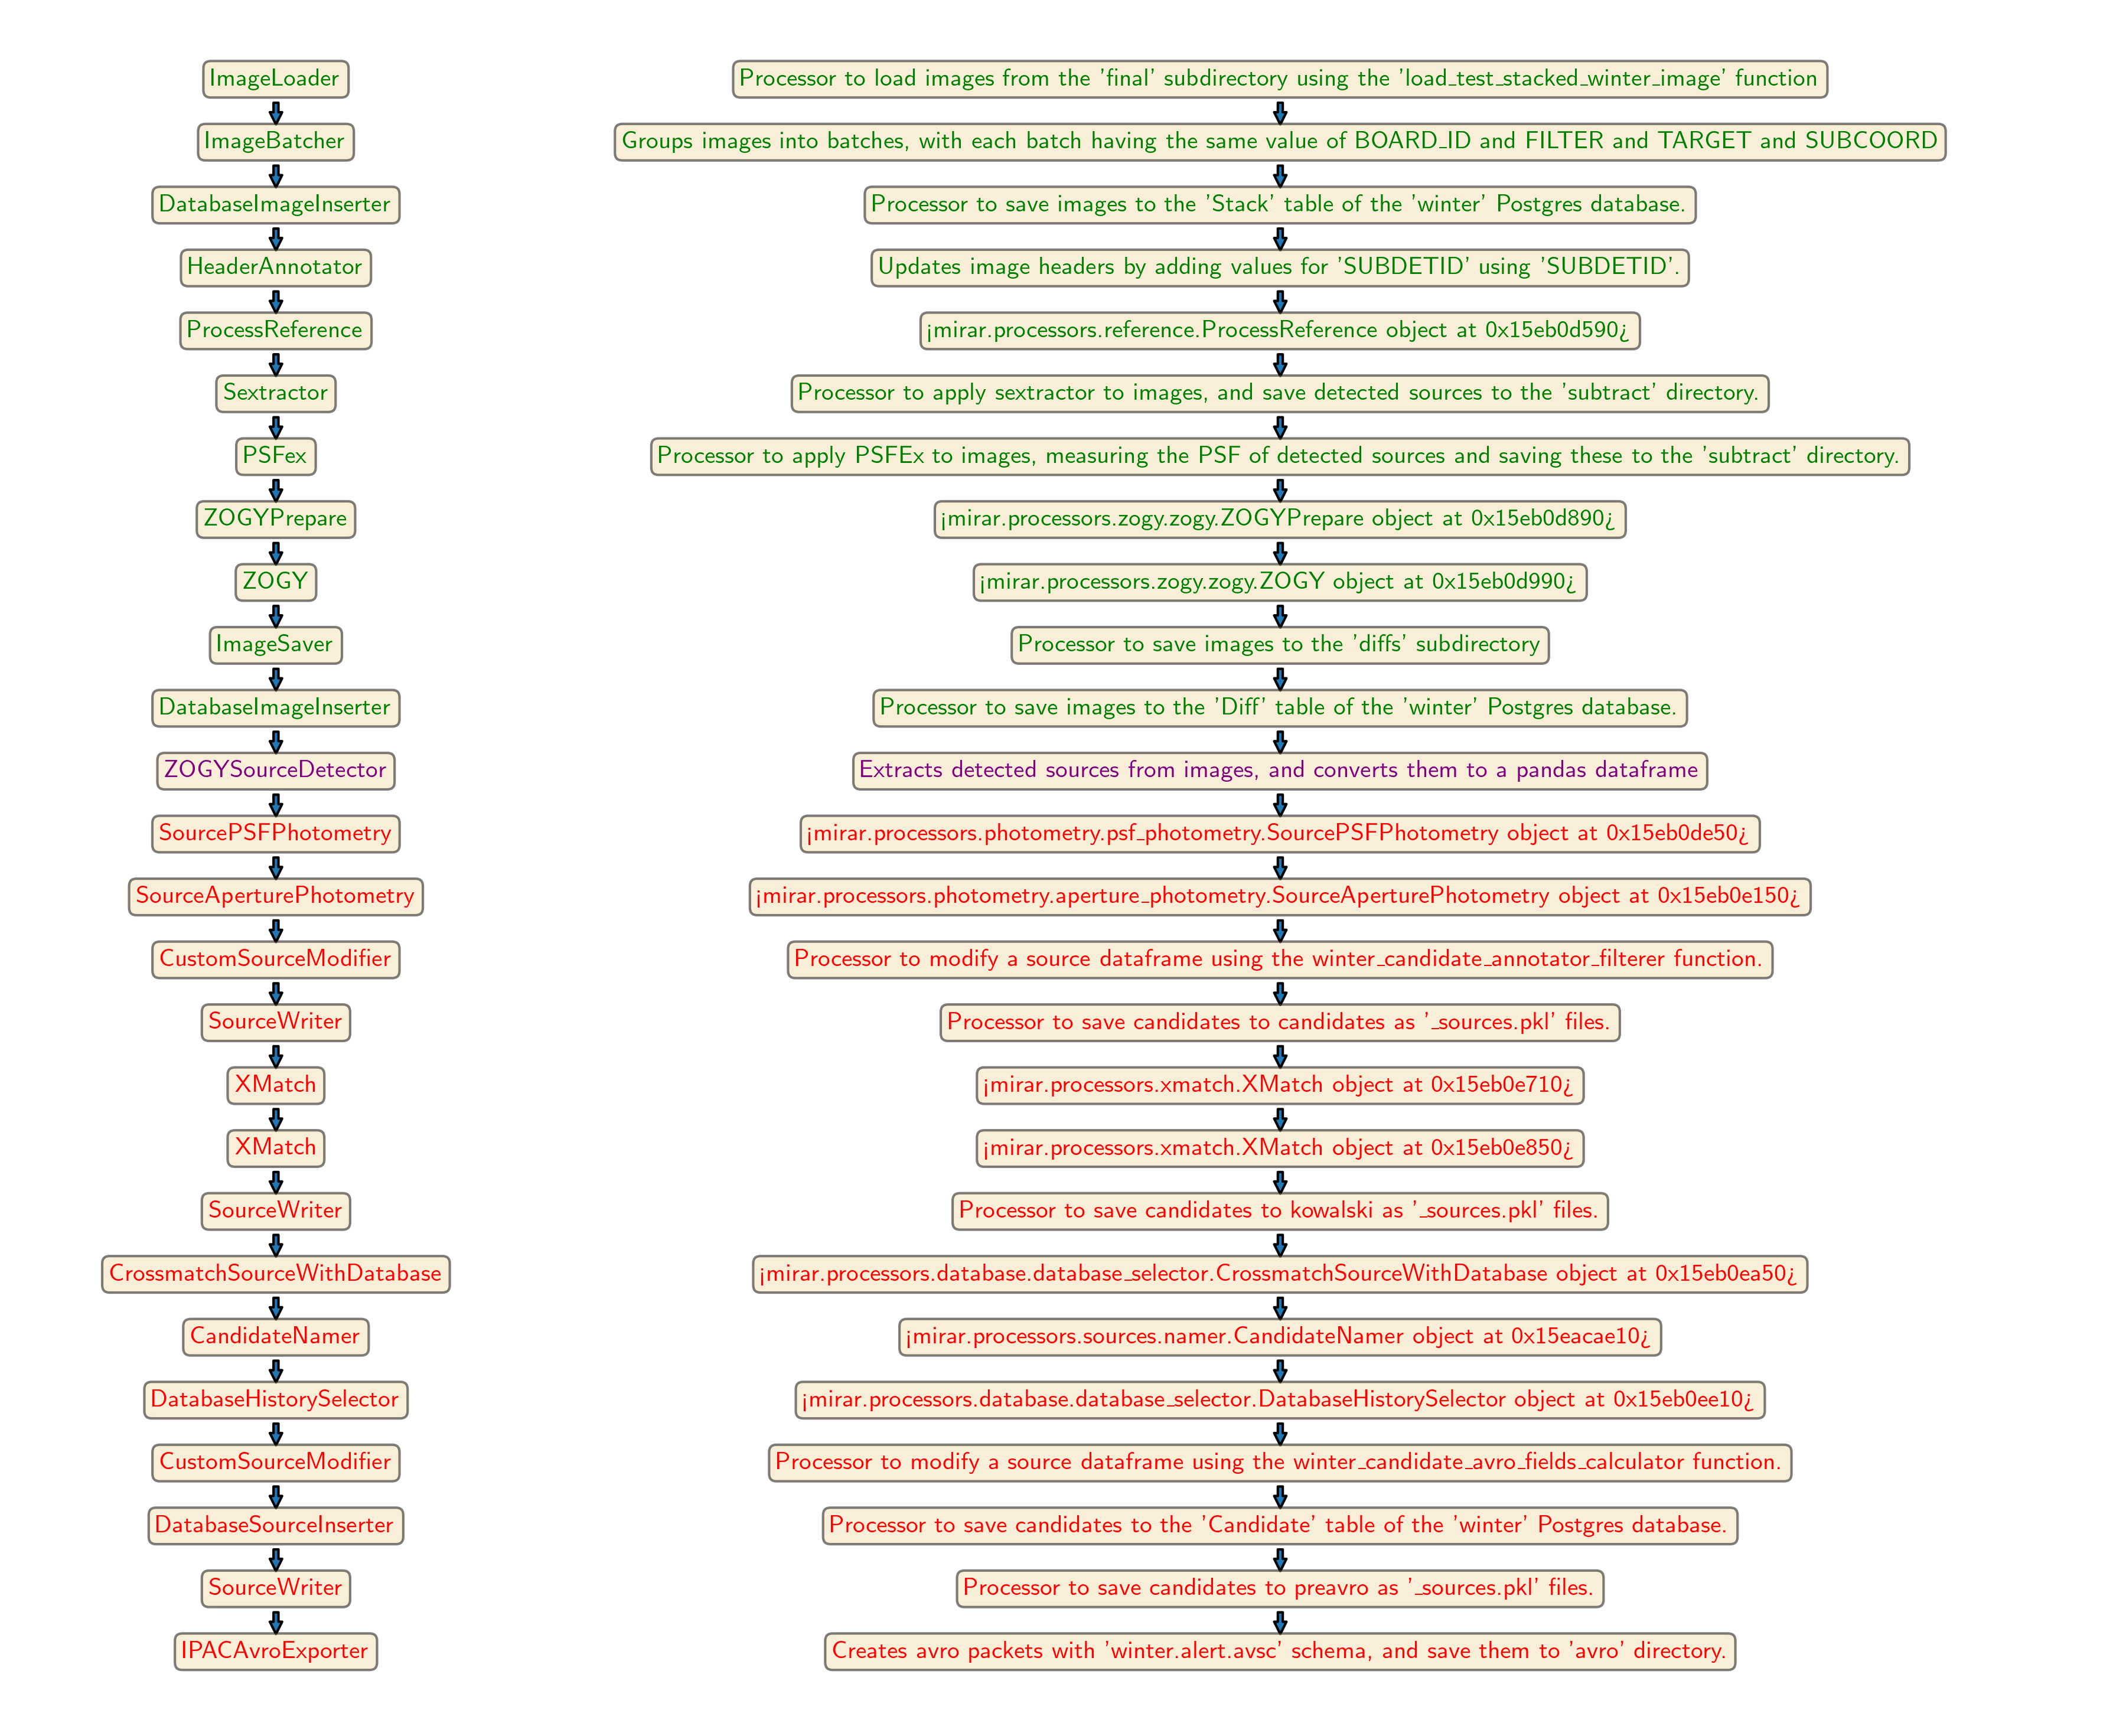 ImageLoader
Processor to load images from the 'final' subdirectory using the 'load_test_stacked_winter_image' function
ImageBatcher
Groups images into batches, with each batch having the same value of BOARD_ID and FILTER and TARGET and SUBCOORD
DatabaseImageInserter
Processor to save images to the 'Stack' table of the 'winter' Postgres database.
HeaderAnnotator
Updates image headers by adding values for 'SUBDETID' using 'SUBDETID'.
ProcessReference
‹mirar.processors.reference.ProcessReference object at 0x15eb0d590›
Sextractor
Processor to apply sextractor to images, and save detected sources to the 'subtract' directory.
PSFex
Processor to apply PSFEx to images, measuring the PSF of detected sources and saving these to the 'subtract' directory.
ZOGYPrepare
‹mirar.processors.zogy.zogy.ZOGYPrepare object at 0x15eb0d890›
ZOGY
‹mirar.processors.zogy.zogy.ZOGY object at 0x15eb0d990›
ImageSaver
Processor to save images to the 'diffs' subdirectory
DatabaseImageInserter
Processor to save images to the 'Diff' table of the 'winter' Postgres database.
ZOGYSourceDetector
Extracts detected sources from images, and converts them to a pandas dataframe
SourcePSFPhotometry
‹mirar.processors.photometry.psf_photometry.SourcePSFPhotometry object at 0x15eb0de50›
SourceAperturePhotometry
‹mirar.processors.photometry.aperture_photometry.SourceAperturePhotometry object at 0x15eb0e150›
CustomSourceModifier
Processor to modify a source dataframe using the winter_candidate_annotator_filterer function.
SourceWriter
Processor to save candidates to candidates as '_sources.pkl' files.
XMatch
‹mirar.processors.xmatch.XMatch object at 0x15eb0e710›
XMatch
‹mirar.processors.xmatch.XMatch object at 0x15eb0e850›
SourceWriter
Processor to save candidates to kowalski as '_sources.pkl' files.
CrossmatchSourceWithDatabase
‹mirar.processors.database.database_selector.CrossmatchSourceWithDatabase object at 0x15eb0ea50›
CandidateNamer
‹mirar.processors.sources.namer.CandidateNamer object at 0x15eacae10›
DatabaseHistorySelector
‹mirar.processors.database.database_selector.DatabaseHistorySelector object at 0x15eb0ee10›
CustomSourceModifier
Processor to modify a source dataframe using the winter_candidate_avro_fields_calculator function.
DatabaseSourceInserter
Processor to save candidates to the 'Candidate' table of the 'winter' Postgres database.
SourceWriter
Processor to save candidates to preavro as '_sources.pkl' files.
IPACAvroExporter
Creates avro packets with 'winter.alert.avsc' schema, and save them to 'avro' directory.